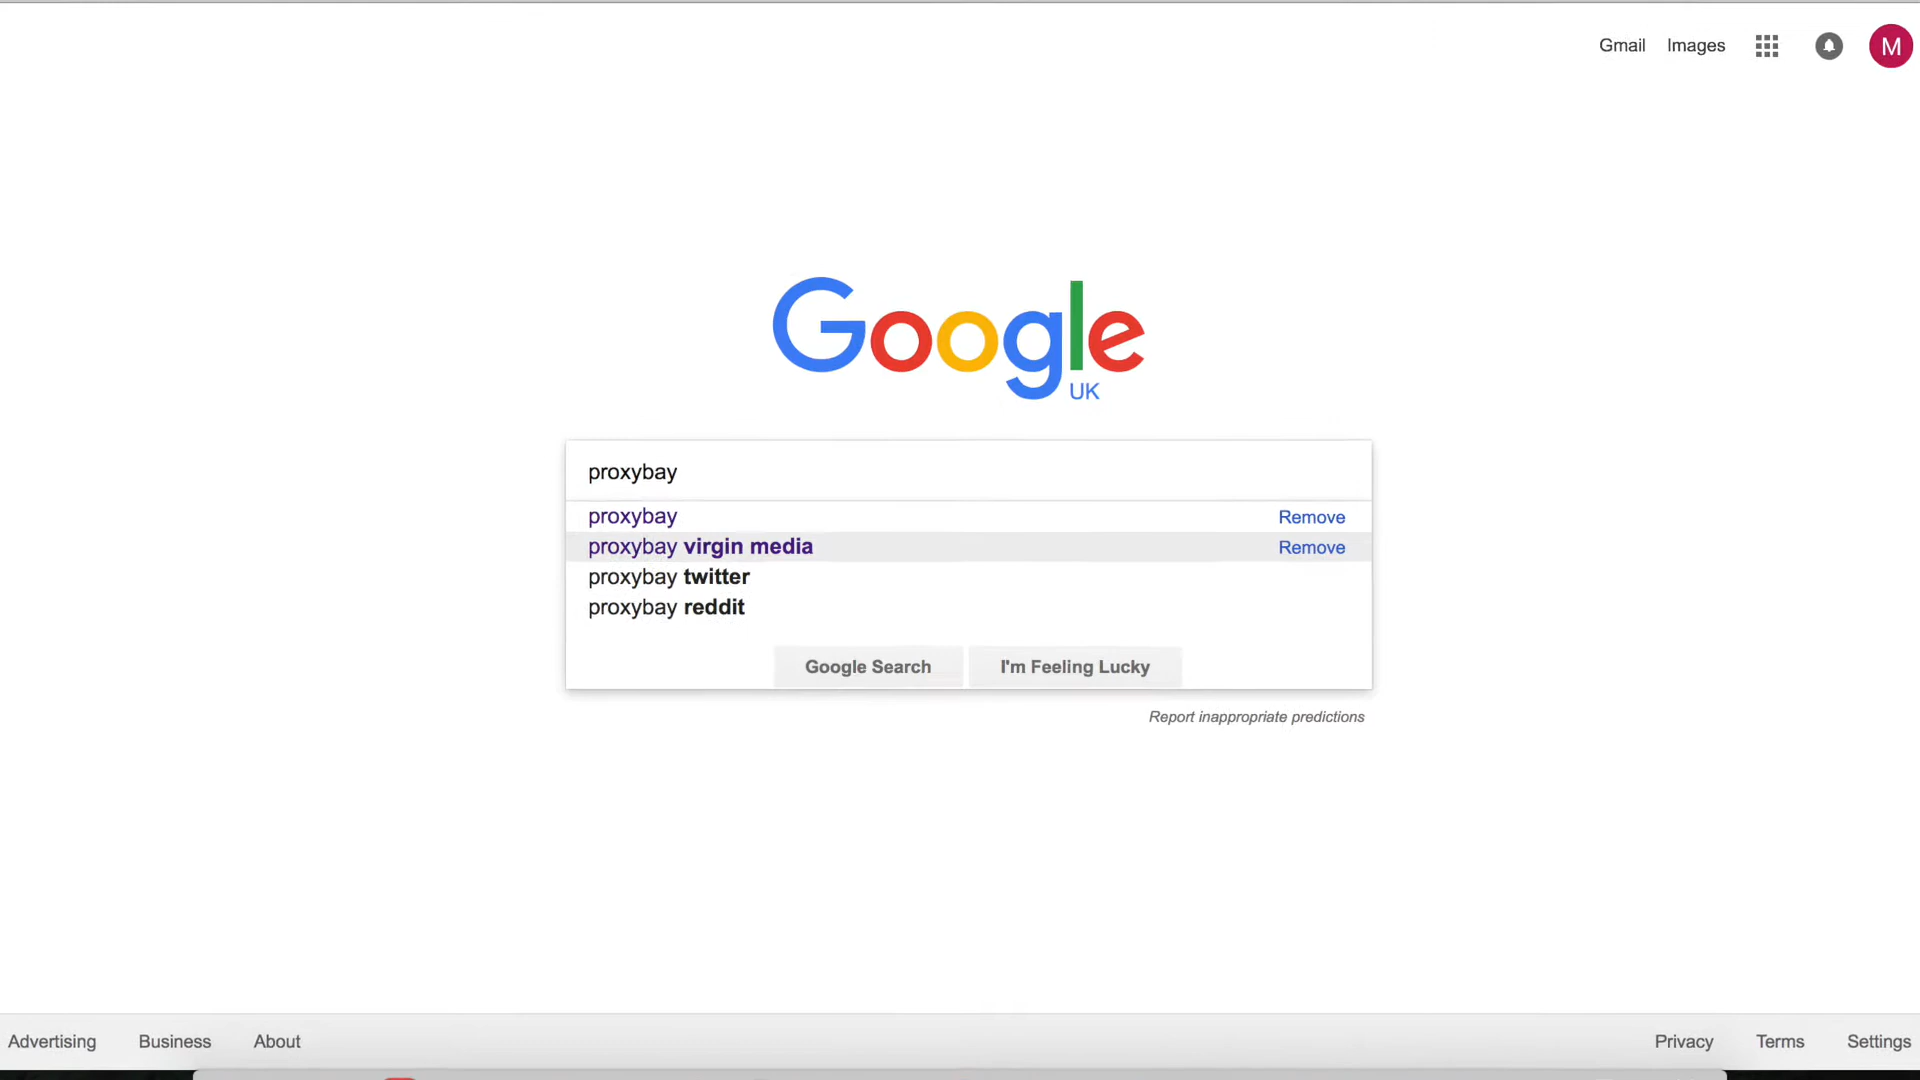 Gmail Images M
Google
UK
proxybay
proxybay Remove
proxybay virgin media Remove
proxybay twitter
proxybay reddit
Google Search I'm Feeling Lucky
Report inappropriate predictions
Advertising Business About Privacy Terms Settings